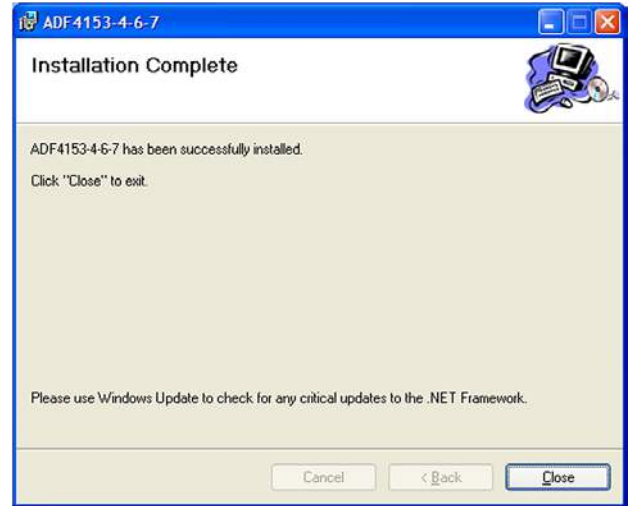 ADF4153-4-6-7
Installation Complete
ADF4153-4-6-7 has been successfully installed.
Click "Close" to exit.
Please use Windows Update to check for any critical updates to the .NET Framework.
Cancel
< Back
Close